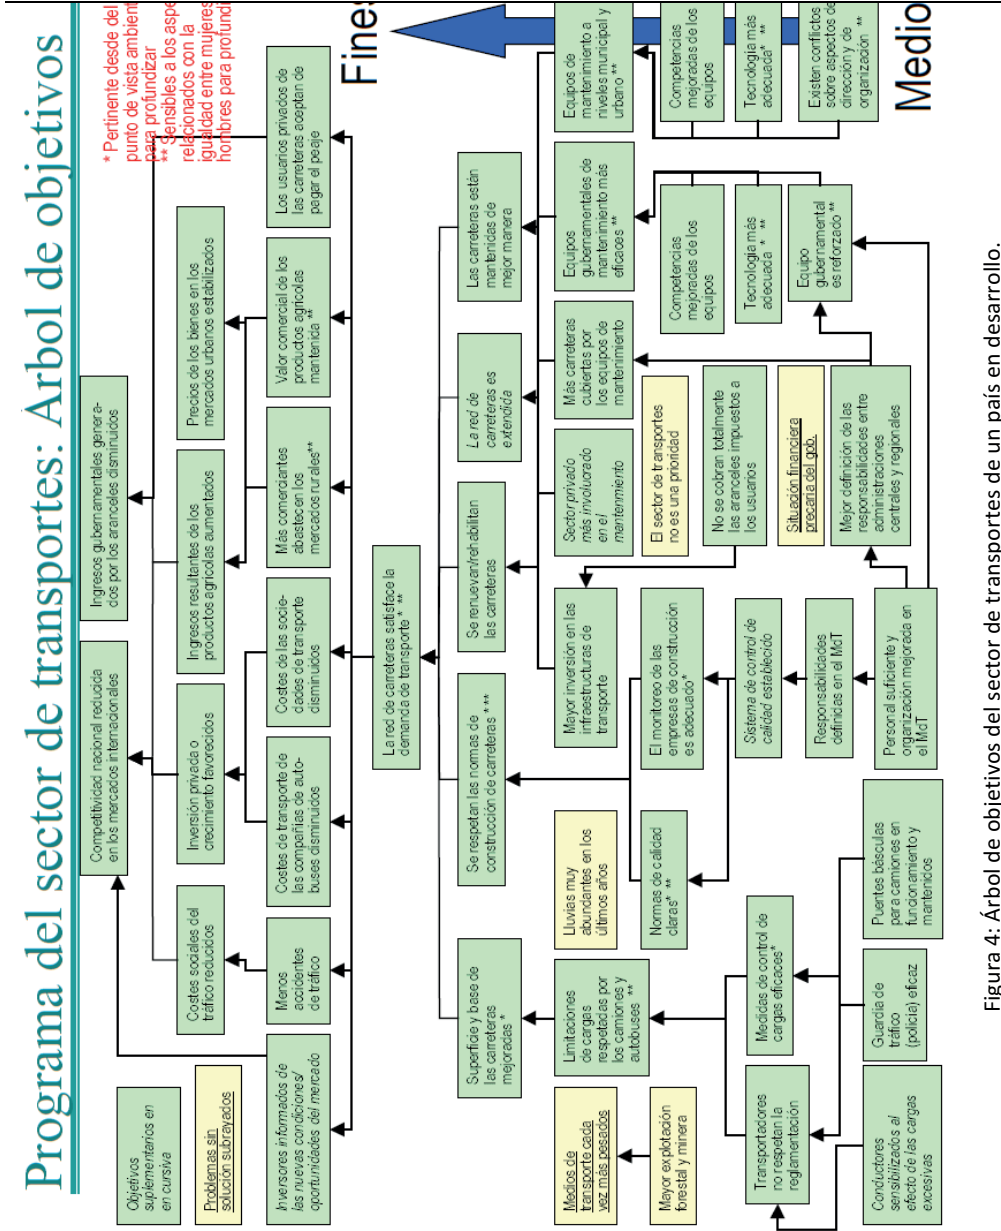 Programa del sector de transportes: Arbol de objetivos
Objetivos
suplementarios en
cursiva
Problemas sin
solución subrayados
* Pertinente desde del
punto de vista ambient
para profundizar
** Sensibles a los aspe
relacionados con la
igualdad entre mujeres
hombres para profundi
Competitividad nacional reducida
en los mercados internacionales
Ingresos gubernamentales genera-
dos por los aranceles disminuidos
Costes sociales del
tráfico reducidos
Inversión privada o
crecimiento favorecidos
Ingresos resultantes de los
productos agrícolas aumentados
Precios de los bienes en los
mercados urbanos estabilizados
Inversores informados de
las nuevas condiciones/
oportunidades del mercado
Menos
accidentes
de tráfico
Costes de transporte de
las compañías de auto-
buses disminuidos
Costes de las socie-
dades de transporte
disminuidos
Más comerciantes
abastec en los
mercados rurales**
Valor comercial de los
productos agrícolas
mantenida **
Los usuarios privados de
las carreteras aceptan de
pagar el peaje
Fines
La red de carreteras satisface la
demanda de transporte * **
Superficie y base de
las carreteras
mejoradas *
Se respetan las normas de
construcción de carreteras * **
Se renuevan/rehabilitan
las carreteras
La red de
carreteras es
extendida
Las carreteras están
mantenidas de
mejor manera
Medios de
transporte cada
vez más pesados
Mayor explotación
forestal y minera
Limitaciones
de cargas
respetadas por
los camiones y
autobuses **
Lluvias muy
abundantes en los
últimos años
Normas de calidad
claras* **
Mayor inversión en las
infraestructuras de
transporte
El monitoreo de las
empresas de construcción
es adecuado*
Sector privado
más involucrado
en el
mantenmiento
El sector de transportes
no es una prioridad
No se cobran totalmente
las aranceles impuestos a
los usuarios
Más carreteras
cubiertas por
los equipos de
mantenimiento
Equipos
gubernamentales de
mantenimiento más
eficaces **
Competencias
mejoradas de los
equipos
Tecnología más
adecuada * **
Equipo
gubernamental
es reforzado **
Equipos de
mantenimiento a
niveles municipal y
urbano **
Competencias
mejoradas de los
equipos
Tecnología más
adecuada* **
Existen conflictos
sobre aspectos de
dirección y de
organización **
Transportadores
no respetan la
reglamentación
Medidas de control de
cargas eficaces*
Sistema de control de
calidad establecido
Responsabilidades
definidas en el MdT
Situación financiera
precaria del gob.
Mejor definición de las
responsabilidades entre
administraciones
centrales y regionales
Conductores
sensibilizados al
efecto de las cargas
excesivas
Guardia de
tráfico
(policía) eficaz
Puentes básculas
para camiones en
funcionamiento y
mantenidos
Personal suficiente y
organización mejorada en
el MdT
Medio
Figura 4: Árbol de objetivos del sector de transportes de un país en desarrollo.